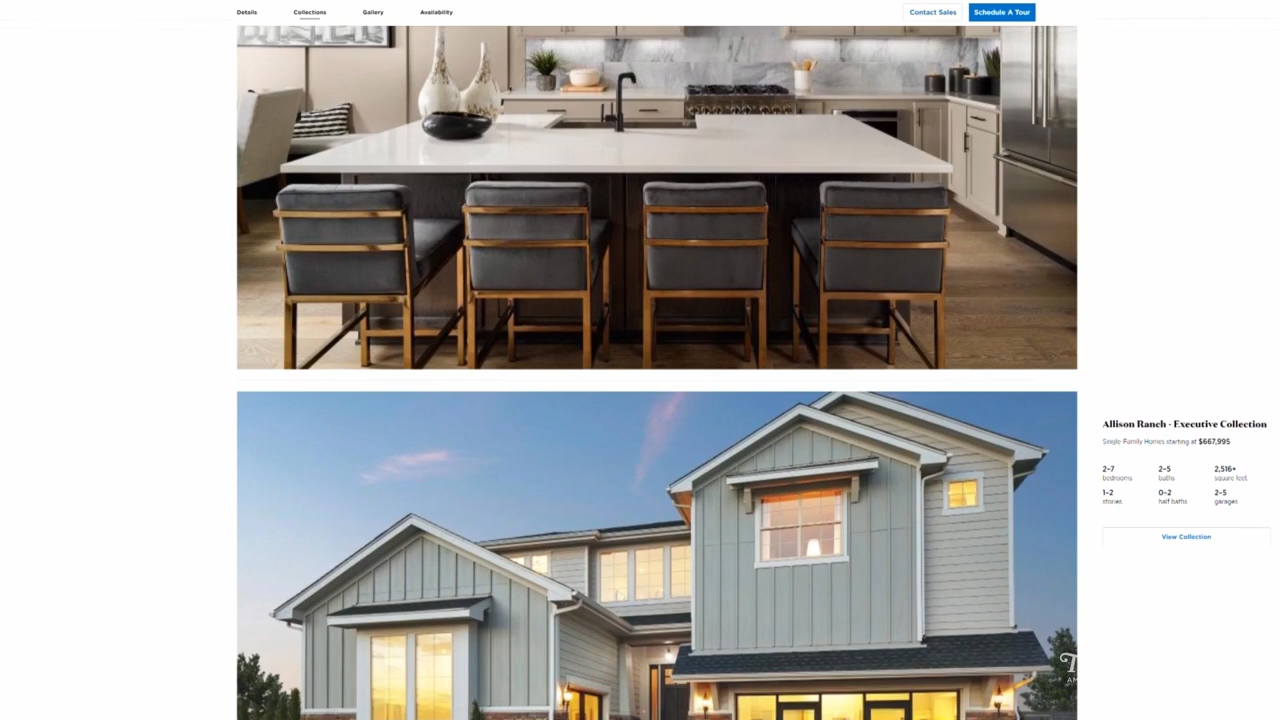 Details
Collections
Gallery
Availability
Contact Sales
Schedule A Tour
Allison Ranch - Executive Collection
Single-Family Homes starting at $667,995
2-7
2-5
2,516+
bedrooms
baths
square feet
1-2
0-2
2-5
stories
half baths
garages
View Collection